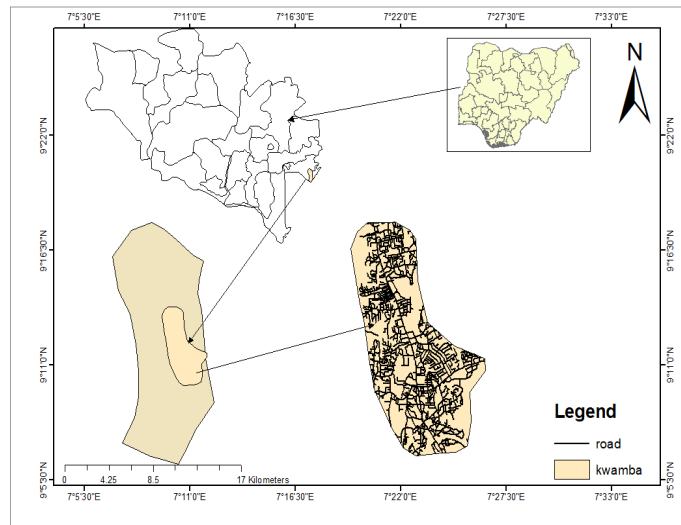 7°5'30"E 7°11'0"E 7°16'30"E 7°22'0"E 7°27'30"E 7°33'0"E
N
9°22'0"N 9°22'0"N
9°16'30"N 9°16'30"N
9°11'0"N 9°11'0"N
Legend
road
kwamba
0 4.25 8.5 17 Kilometers
9°5'30"N 9°5'30"N
7°5'30"E 7°11'0"E 7°16'30"E 7°22'0"E 7°27'30"E 7°33'0"E